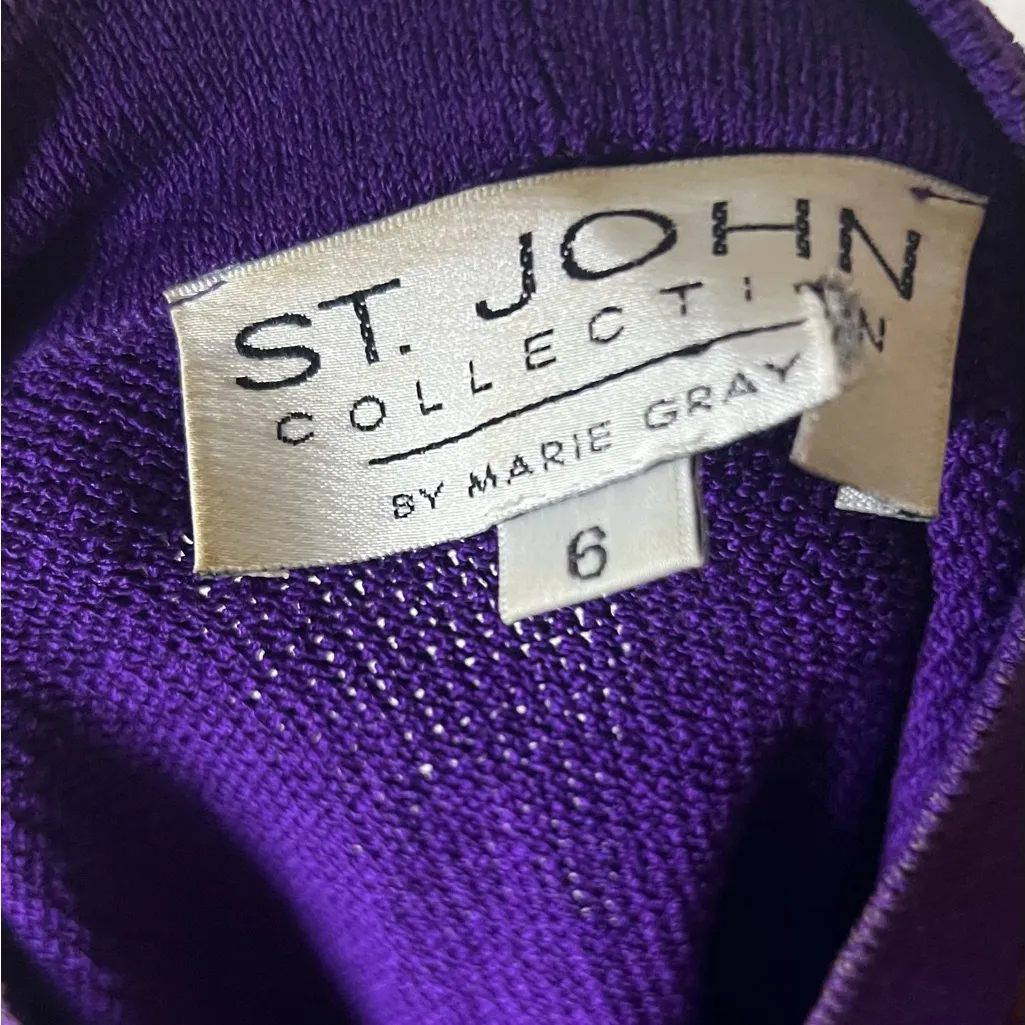 ST. JOHN
COLLECTION
BY MARIE GRAY
6